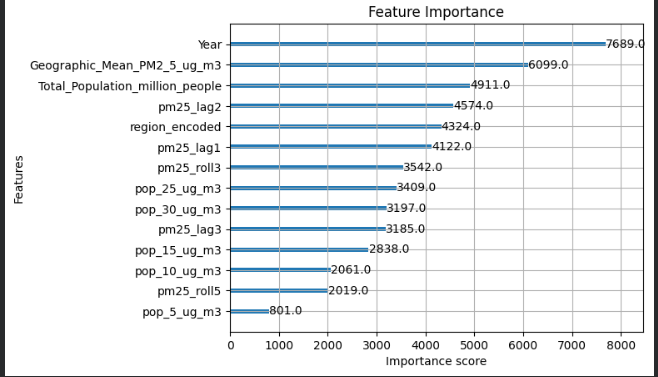 Feature Importance
Year 7689.0
Geographic_Mean_PM2_5_ug_m3 6099.0
Total_Population_million_people 4911.0
pm25_lag2 4574.0
region_encoded 4324.0
pm25_lag1 4122.0
pm25_roll3 3542.0
pop_25_ug_m3 3409.0
pop_30_ug_m3 3197.0
pm25_lag3 3185.0
pop_15_ug_m3 2838.0
pop_10_ug_m3 2061.0
pm25_roll5 2019.0
pop_5_ug_m3 801.0
Features
0 1000 2000 3000 4000 5000 6000 7000 8000
Importance score